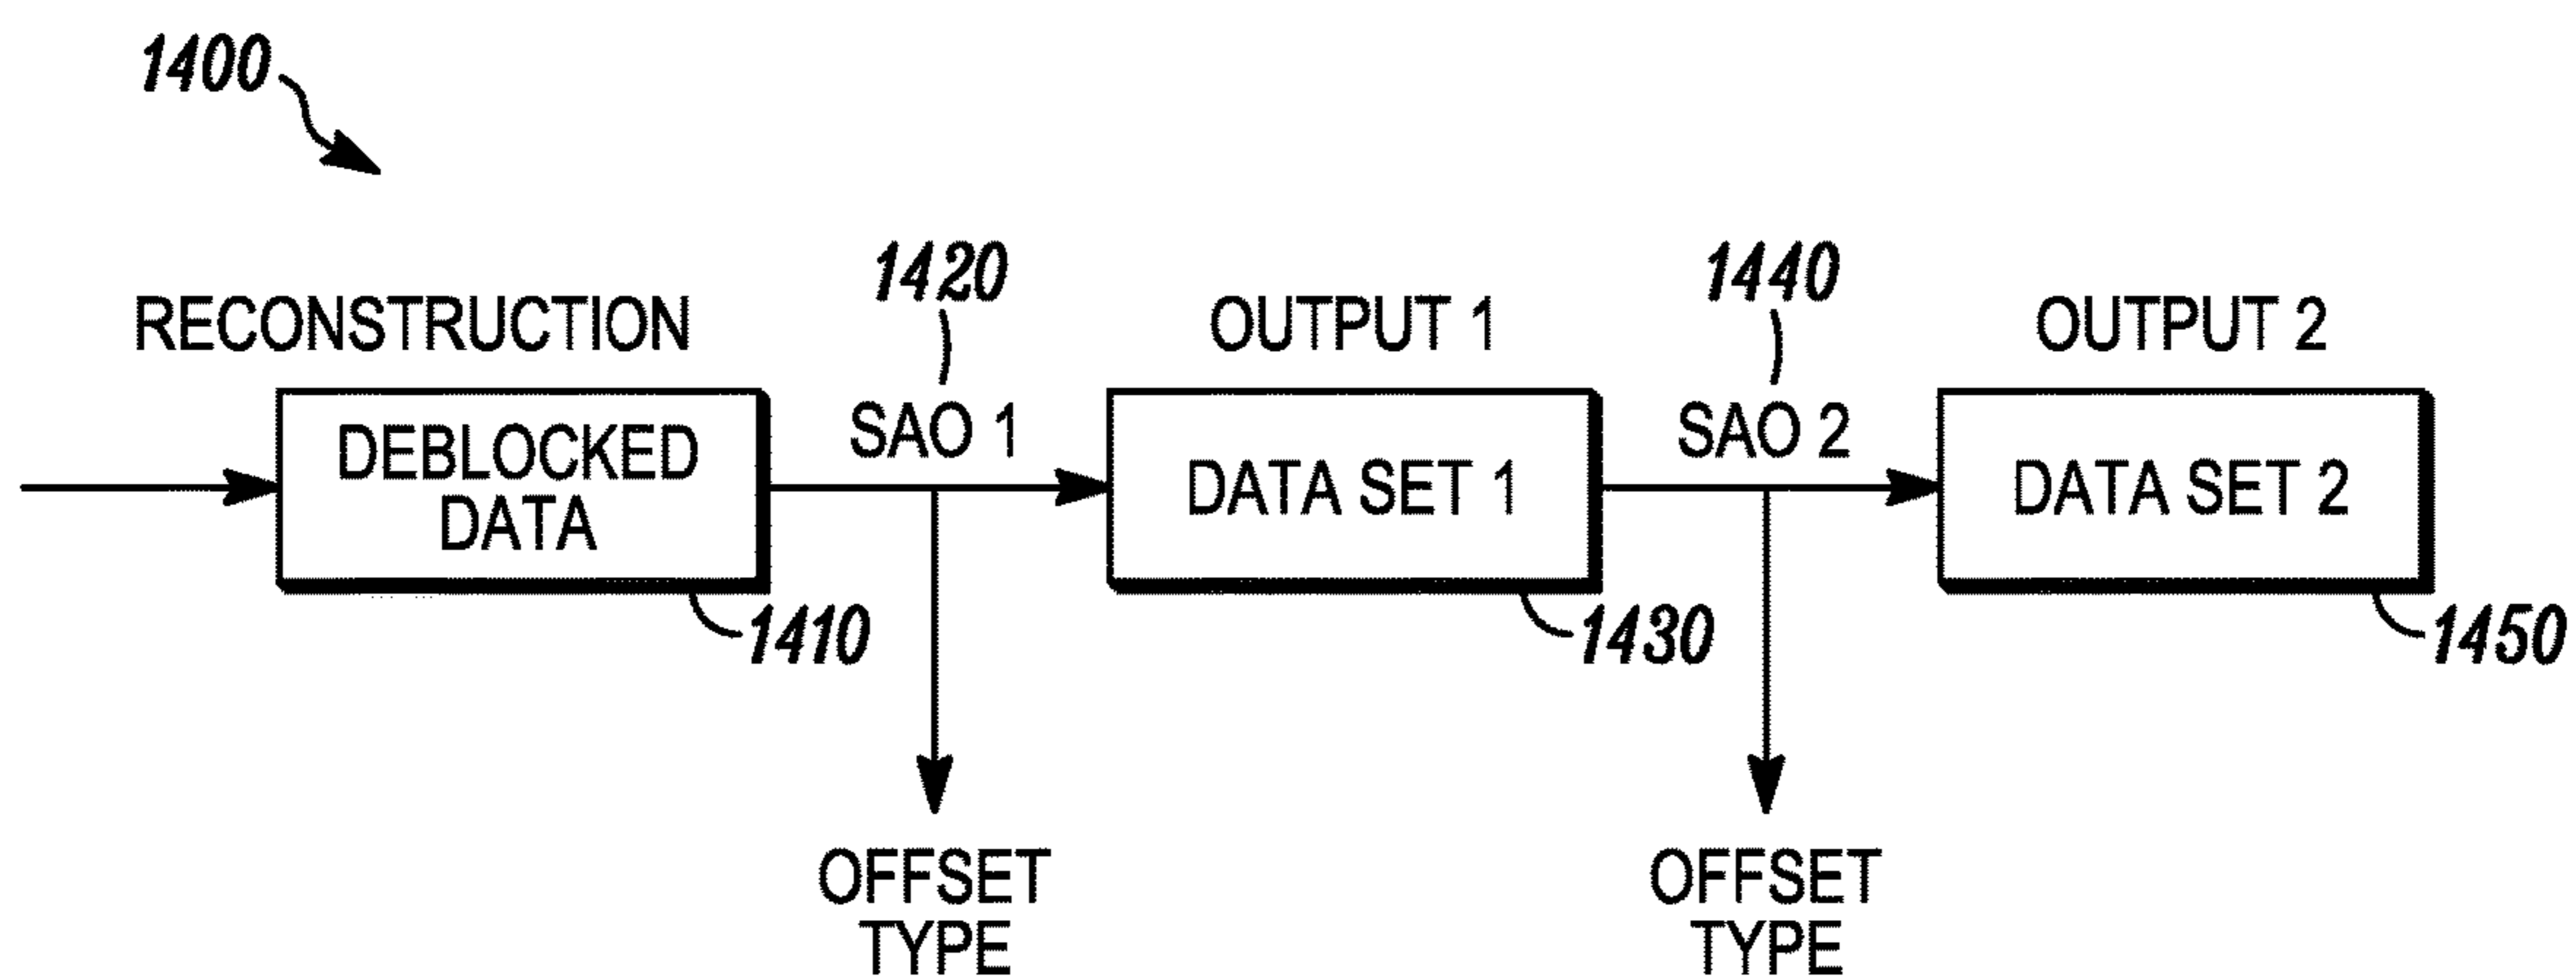 1400
1420
1440
RECONSTRUCTION
OUTPUT 1
OUTPUT 2
DEBLOCKED
DATA
SAO 1
DATA SET 1
SAO 2
DATA SET 2
1410
1430
1450
OFFSET
TYPE
OFFSET
TYPE